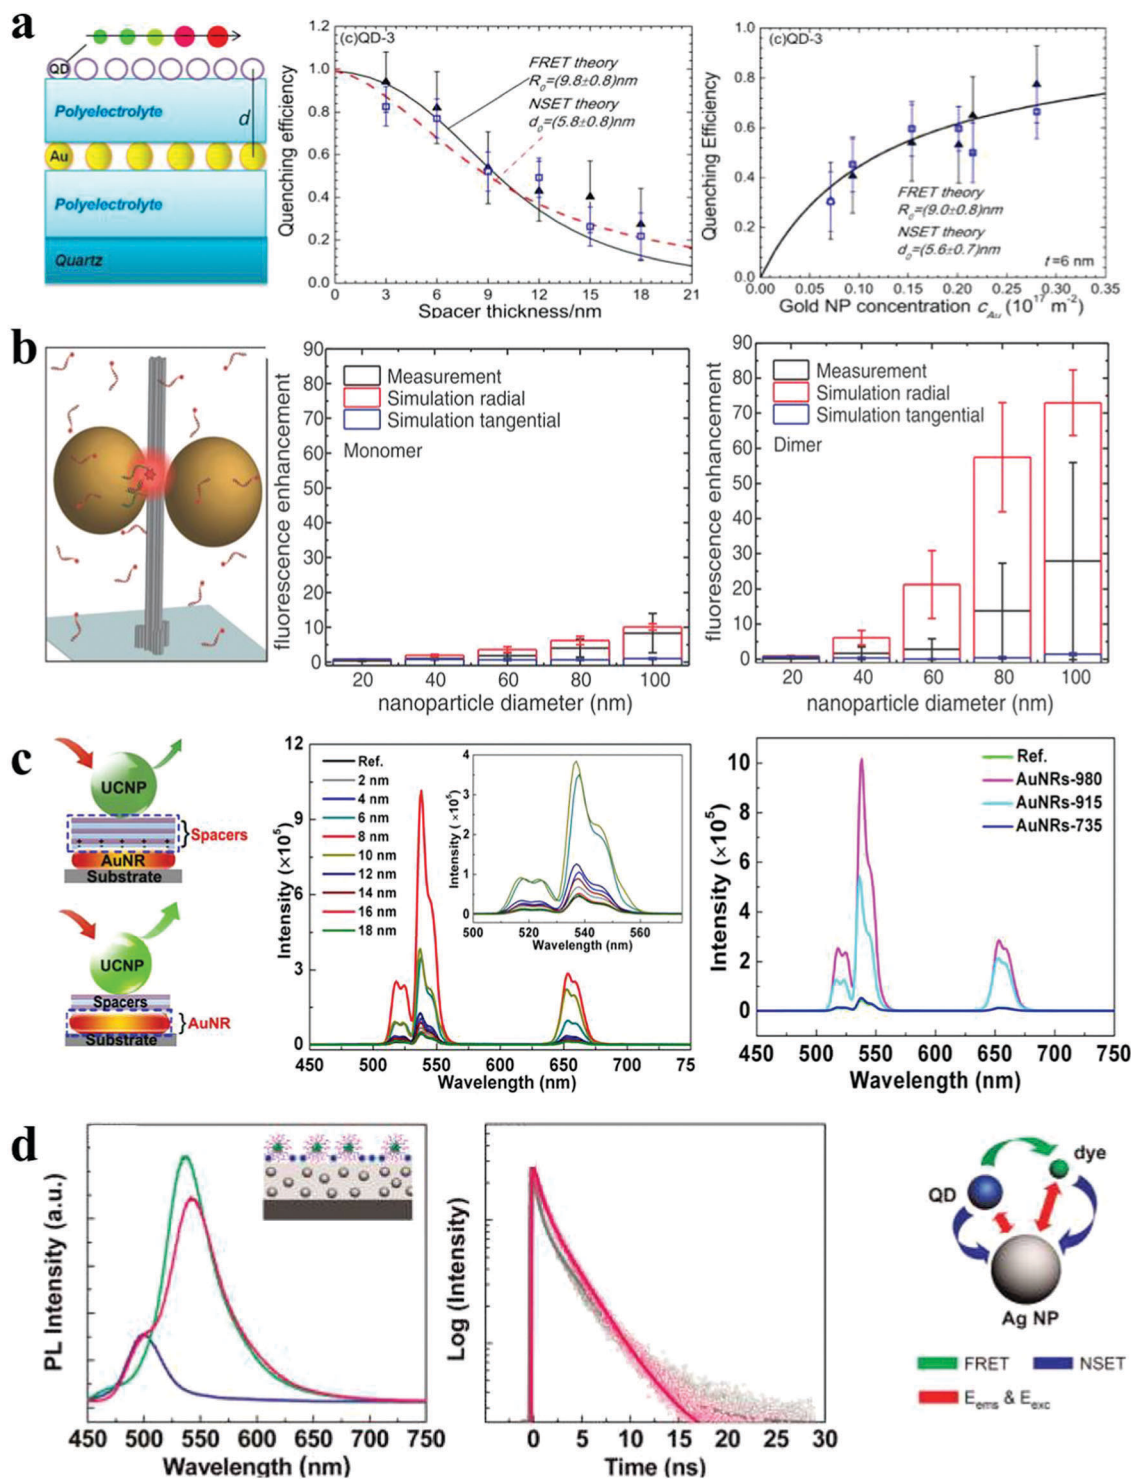 a
QD
Polyelectrolyte
d
Au
Polyelectrolyte
Quartz
Quenching efficiency
1.2
1.0
0.8
0.6
0.4
0.2
0.0
(c)QD-3
FRET theory
R0=(9.8±0.8)nm
NSET theory
d0=(5.8±0.8)nm
0 3 6 9 12 15 18 21
Spacer thickness/nm
Quenching Efficiency
1.0
0.8
0.6
0.4
0.2
0.0
(c)QD-3
FRET theory
R0=(9.0±0.8)nm
NSET theory
d0=(5.6±0.7)nm
t=6 nm
0.00 0.05 0.10 0.15 0.20 0.25 0.30 0.35
Gold NP concentration cAu (10^17 m^-2)
b
fluorescence enhancement
90
80
70
60
50
40
30
20
10
0
Measurement
Simulation radial
Simulation tangential
Monomer
20 40 60 80 100
nanoparticle diameter (nm)
fluorescence enhancement
90
80
70
60
50
40
30
20
10
0
Measurement
Simulation radial
Simulation tangential
Dimer
20 40 60 80 100
nanoparticle diameter (nm)
c
UCNP
Spacers
AuNR
Substrate
UCNP
Spacers
AuNR
Substrate
Intensity (×10^5)
12
9
6
3
0
Ref.
2 nm
4 nm
6 nm
8 nm
10 nm
12 nm
14 nm
16 nm
18 nm
Intensity (×10^5)
4
3
2
1
0
500 520 540 560
Wavelength (nm)
450 500 550 600 650 700 75
Wavelength (nm)
Intensity (×10^5)
10
8
6
4
2
0
Ref.
AuNRs-980
AuNRs-915
AuNRs-735
450 500 550 600 650 700 750
Wavelength (nm)
d
PL Intensity (a.u.)
450 500 550 600 650 700 750
Wavelength (nm)
Log (Intensity)
0 5 10 15 20 25 30
Time (ns)
dye
QD
Ag NP
FRET
NSET
Eems & Eexc